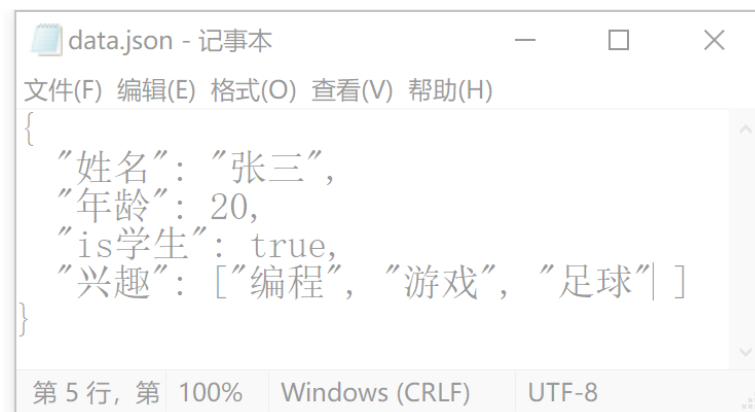 data.json - 记事本
文件(F) 编辑(E) 格式(O) 查看(V) 帮助(H)
{
  "姓名": "张三",
  "年龄": 20,
  "is学生": true,
  "兴趣": ["编程", "游戏", "足球" ]
}
第 5 行，第 100% Windows (CRLF) UTF-8